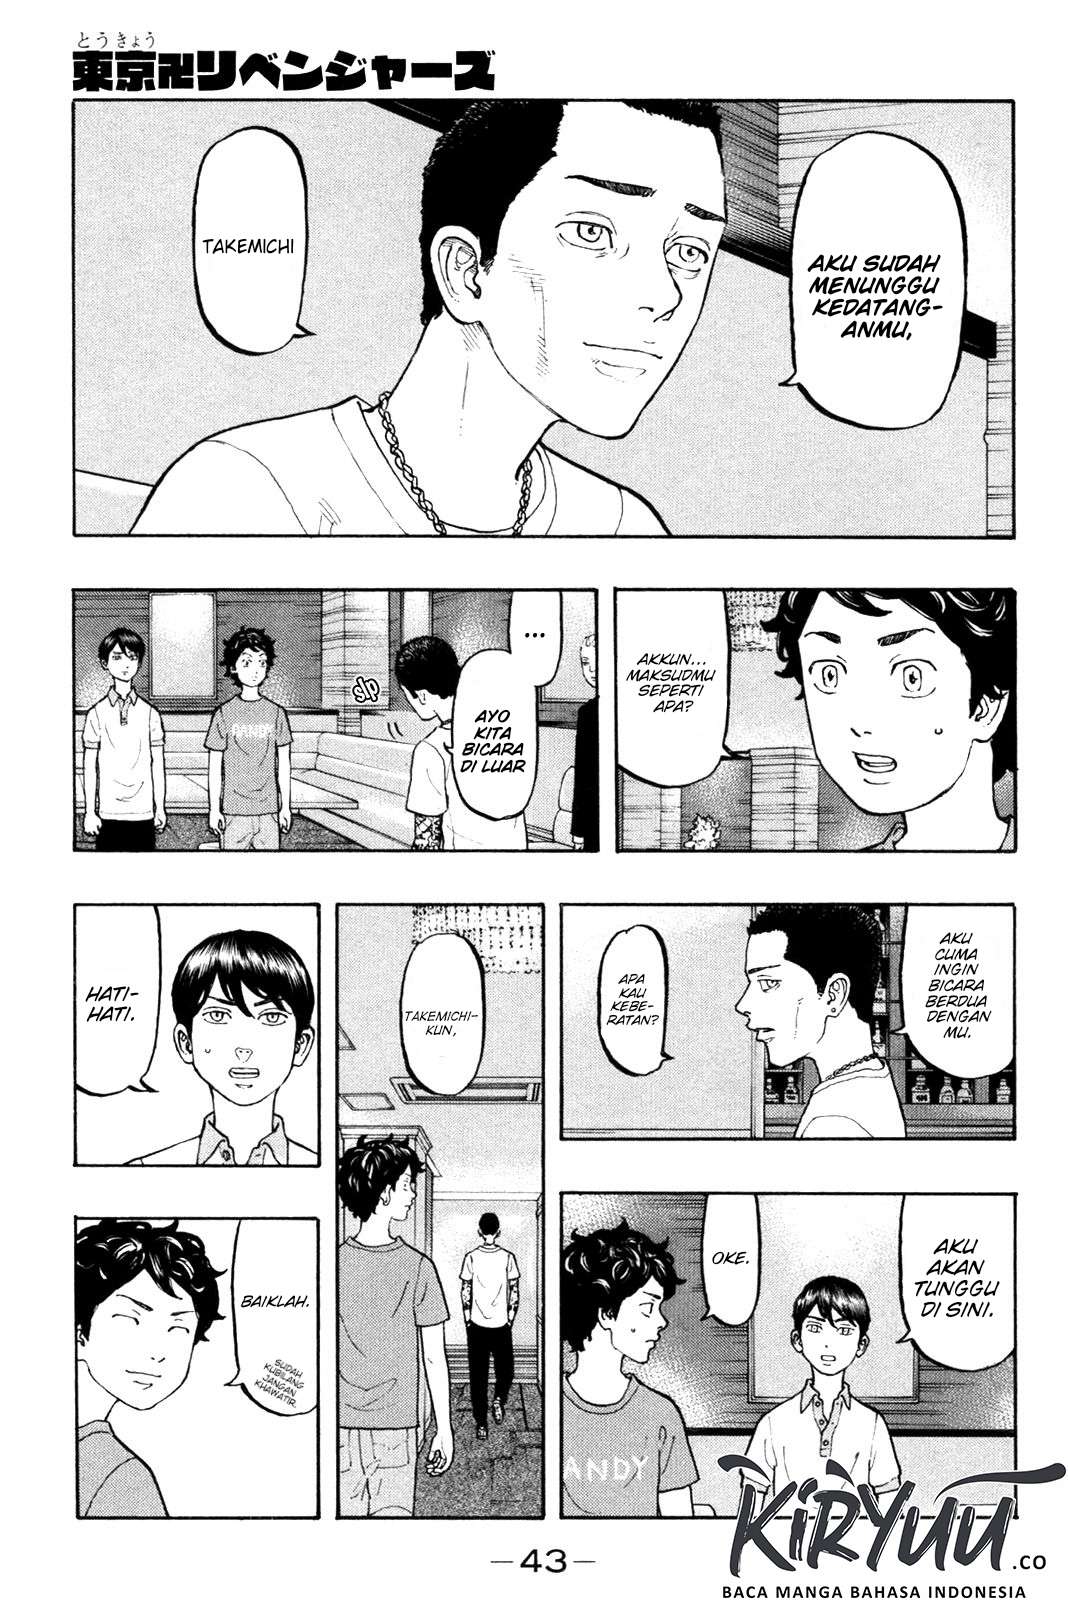 とうきょう
東京卍リベンジャーズ
AKU SUDAH
MENUNGGU
KEDATANG-
ANMU,
TAKEMICHI
AKKUN...
MAKSUDMU
SEPERTI
APA?
...
AYO
KITA
BICARA
DI LUAR
slp
AKU
CUMA
INGIN
BICARA
BERDUA
DENGAN
MU.
APA
KAU
KEBE-
RATAN?
AKU
AKAN
TUNGGU
DI SINI.
OKE.
ANDY
TAKEMICHI-
KUN,
HATI-
HATI.
BAIKLAH.
SUDAH
KUBILANG
JANGAN
KHAWATIR.
—43—
KIRYUU.CO
BACA MANGA BAHASA INDONESIA